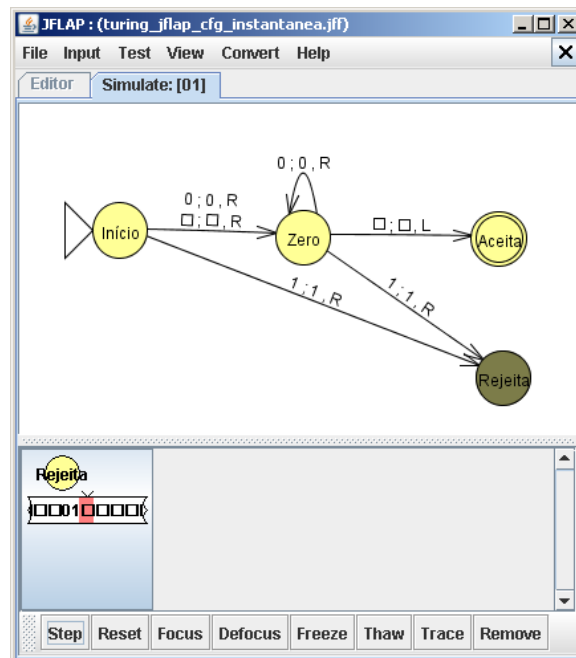 JFLAP : (turing_jflap_cfg_instantanea.jff)
File Input Test View Convert Help
Editor Simulate: [01]
0 ; 0 , R
0 ; 0 , R
□ ; □ , R
Início
Zero
□ ; □ , L
Aceita
1 ; 1 , R
1 ; 1 , R
Rejeita
Rejeita
□□01□□□□□
Step Reset Focus Defocus Freeze Thaw Trace Remove